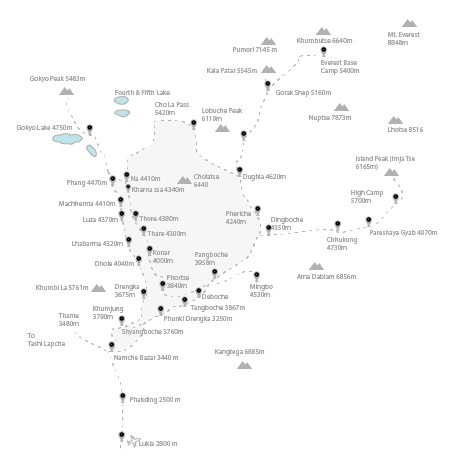 Mt. Everest
8848m
Khumbutse 6640m
Pumori 7145 m
Everest Base
Camp 5400m
Kala Patar 5545m
Gokyo Peak 5483m
Fourth & Fifth Lake
Gorak Shep 5160m
Cho La Pass
5420m
Lobuche Peak
6119m
Nuptse 7873m
Lhotse 8516
Gokyo Lake 4750m
Island Peak (Imja Tse
6165m)
Phang 4470m
Na 4410m
Kharna ssa 4340m
Cholatse
6440
Dughla 4620m
High Camp
5700m
Machherma 4410m
Luza 4370m
Thore 4380m
Thare 4300m
Pheriche
4240m
Dingboche
4350m
Pareshaya Gyab 4970m
Chhukung
4730m
Lhabarma 4320m
Konar
4000m
Dhole 4040m
Pangboche
3958m
Ama Dablam 6856m
Khumbi La 5761m
Phortse
3840m
Mingbo
4530m
Drengka
3675m
Deboche
Tangboche 3867m
Khumjung
3790m
Phunki Drengka 3250m
Thame
3480m
Shyangboche 3760m
To
Tashi Lapcha
Namche Bazar 3440 m
Kangtega 6885m
Phakding 2500 m
Lukla 2800 m